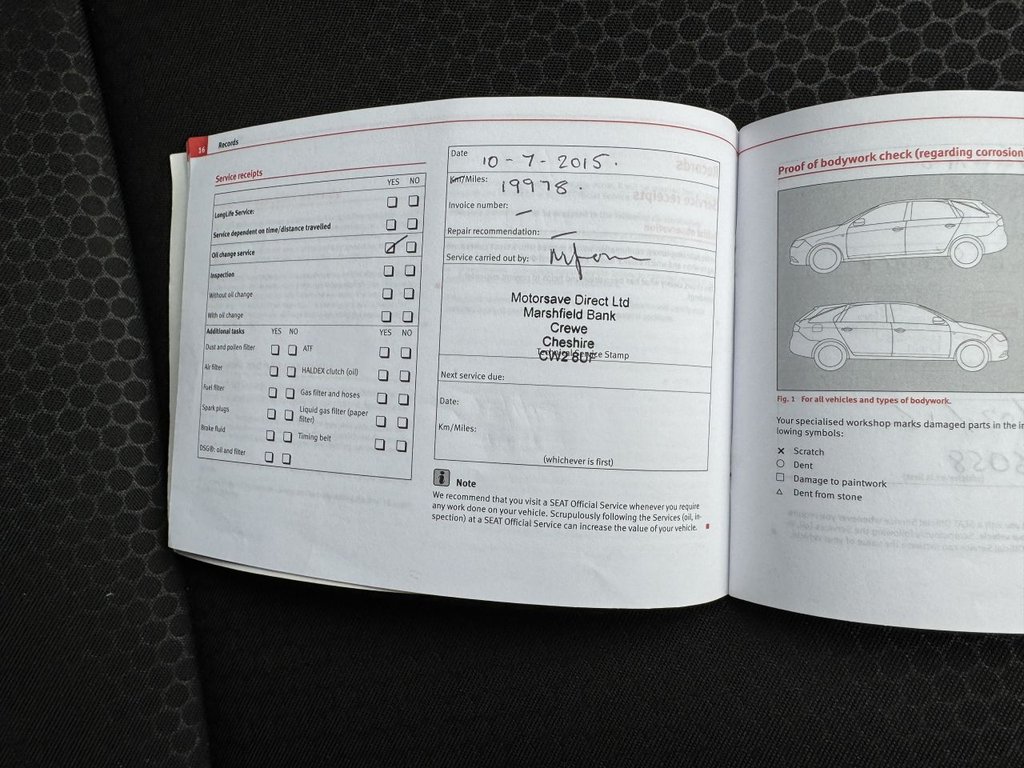 16 Records
Service receipts
YES NO
LongLife Service:
Service dependent on time/distance travelled
Oil change service
Inspection
Without oil change
With oil change
Additional tasks YES NO YES NO
Dust and pollen filter ATF
Air filter HALDEX clutch (oil)
Fuel filter Gas filter and hoses
Spark plugs Liquid gas filter (paper
filter)
Brake fluid Timing belt
DSG®: oil and filter
Date 10-7-2015.
Km/Miles: 19978.
Invoice number: –
Repair recommendation: –
Service carried out by:
Motorsave Direct Ltd
Marshfield Bank
Crewe
Cheshire
Technical Service Stamp
CW2 8UF
Next service due:
Date:
Km/Miles:
(whichever is first)
Note
We recommend that you visit a SEAT Official Service whenever you require
any work done on your vehicle. Scrupulously following the Services (oil, in-
spection) at a SEAT Official Service can increase the value of your vehicle.
Proof of bodywork check (regarding corrosion
Fig. 1 For all vehicles and types of bodywork.
Your specialised workshop marks damaged parts in the
lowing symbols:
× Scratch
○ Dent
□ Damage to paintwork
△ Dent from stone